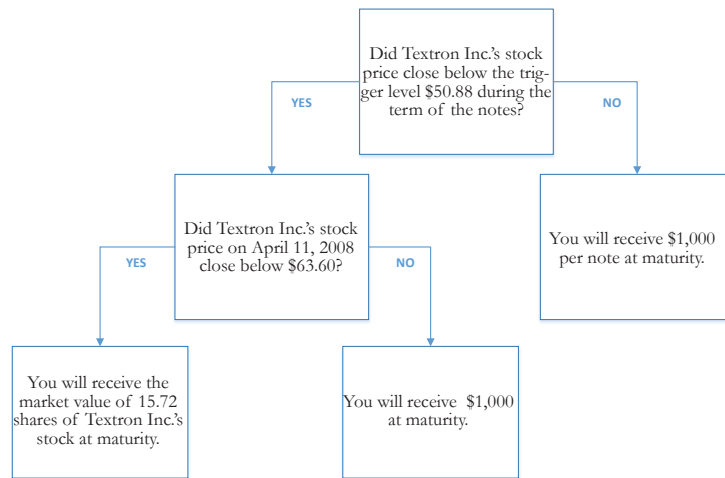 Did Textron Inc.'s stock
price close below the trig-
ger level $50.88 during the
term of the notes?
YES
NO
Did Textron Inc.'s stock
price on April 11, 2008
close below $63.60?
You will receive $1,000
per note at maturity.
YES
NO
You will receive the
market value of 15.72
shares of Textron Inc.'s
stock at maturity.
You will receive $1,000
at maturity.